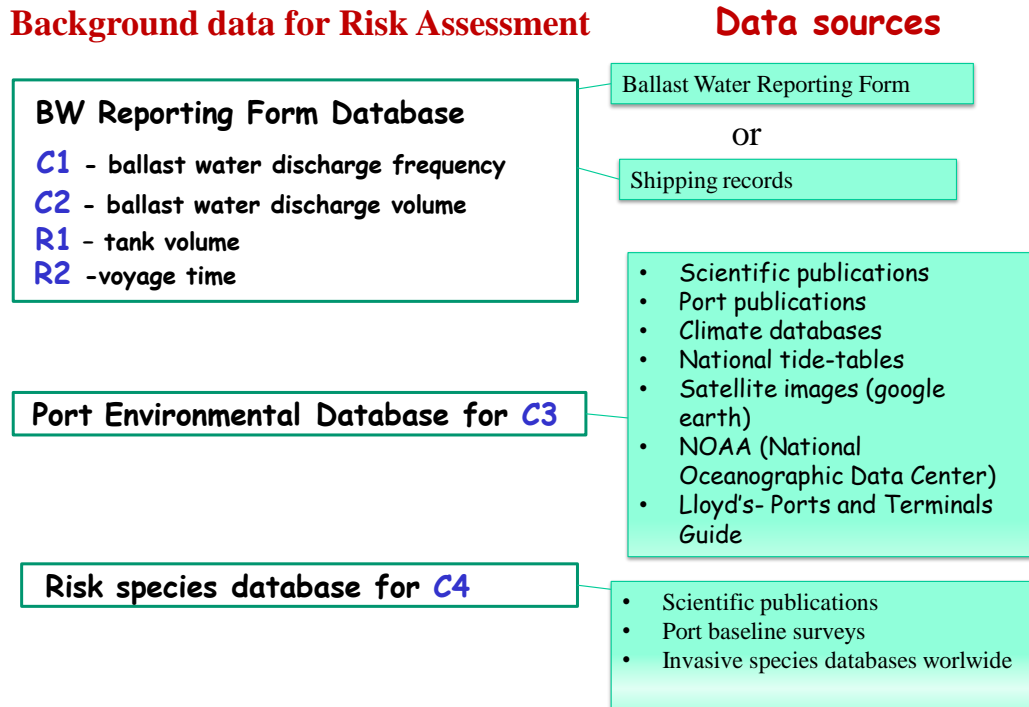 Background data for Risk Assessment
Data sources
BW Reporting Form Database
C1 - ballast water discharge frequency
C2 - ballast water discharge volume
R1 - tank volume
R2 -voyage time
Ballast Water Reporting Form
or
Shipping records
Port Environmental Database for C3
• Scientific publications
• Port publications
• Climate databases
• National tide-tables
• Satellite images (google
earth)
• NOAA (National
Oceanographic Data Center)
• Lloyd's- Ports and Terminals
Guide
Risk species database for C4
• Scientific publications
• Port baseline surveys
• Invasive species databases worlwide